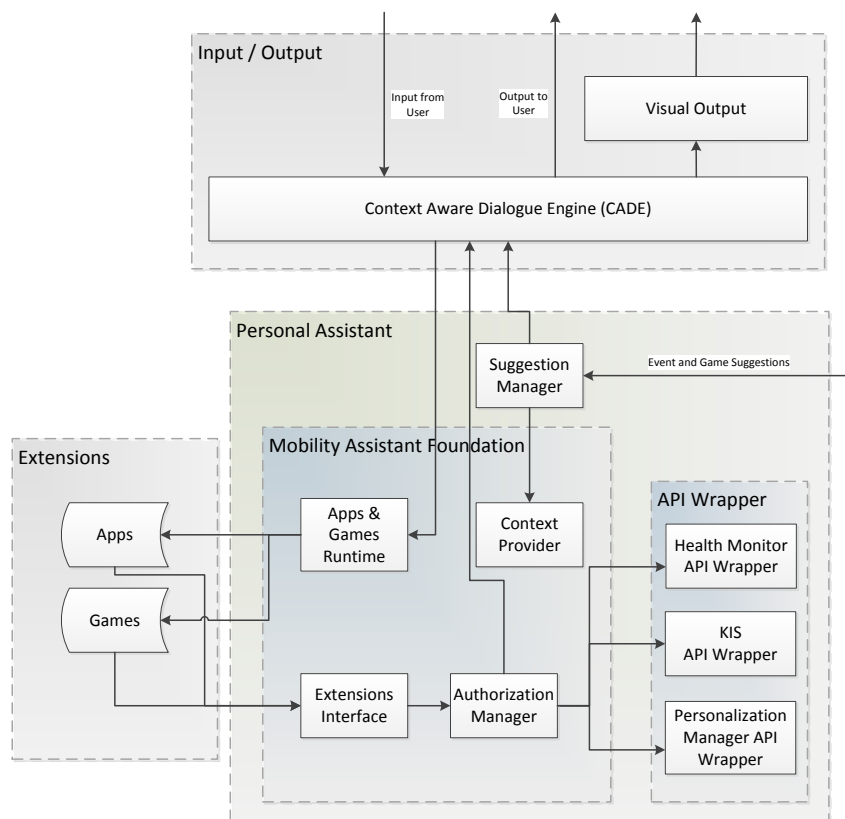 Input / Output
Input from
User
Output to
User
Visual Output
Context Aware Dialogue Engine (CADE)
Personal Assistant
Suggestion
Manager
Event and Game Suggestions
Mobility Assistant Foundation
Extensions
Apps
Games
Apps &
Games
Runtime
Context
Provider
API Wrapper
Health Monitor
API Wrapper
KIS
API Wrapper
Extensions
Interface
Authorization
Manager
Personalization
Manager API
Wrapper